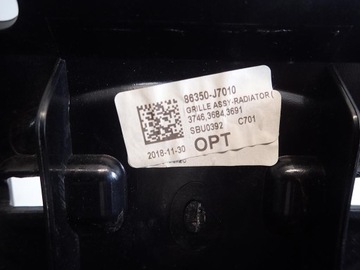 86350-J7010
GRILLE ASSY-RADIATOR (
3746,3684,3691
SBU0392 C701
2018-11-30 OPT